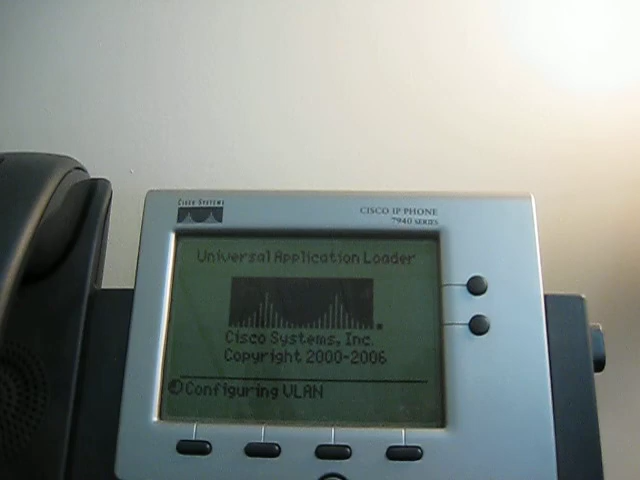 CISCO SYSTEMS
CISCO IP PHONE
7940 SERIES
Universal Application Loader
Cisco Systems, Inc.
Copyright 2000-2006
Configuring VLAN